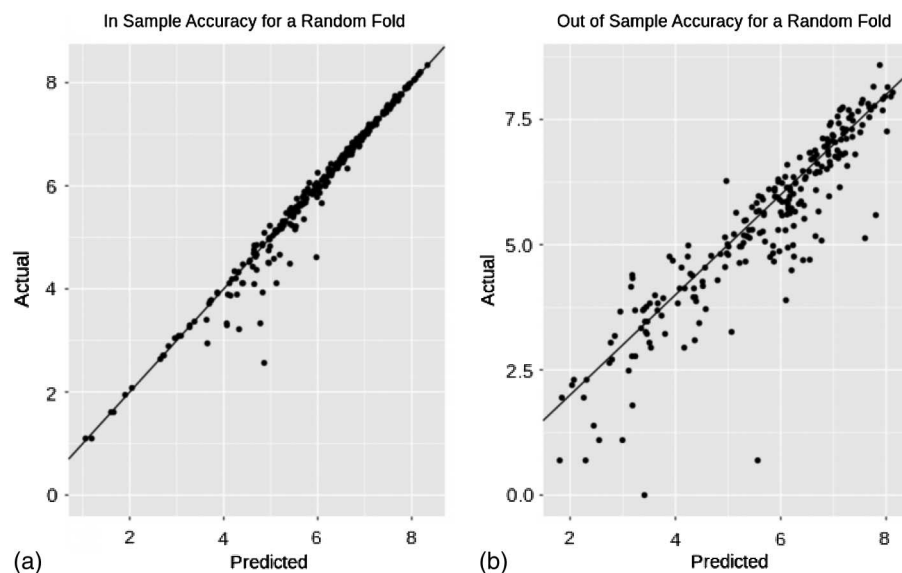 In Sample Accuracy for a Random Fold
Actual
8
6
4
2
0
2 4 6 8
Predicted
(a)
Out of Sample Accuracy for a Random Fold
Actual
7.5
5.0
2.5
0.0
2 4 6 8
Predicted
(b)